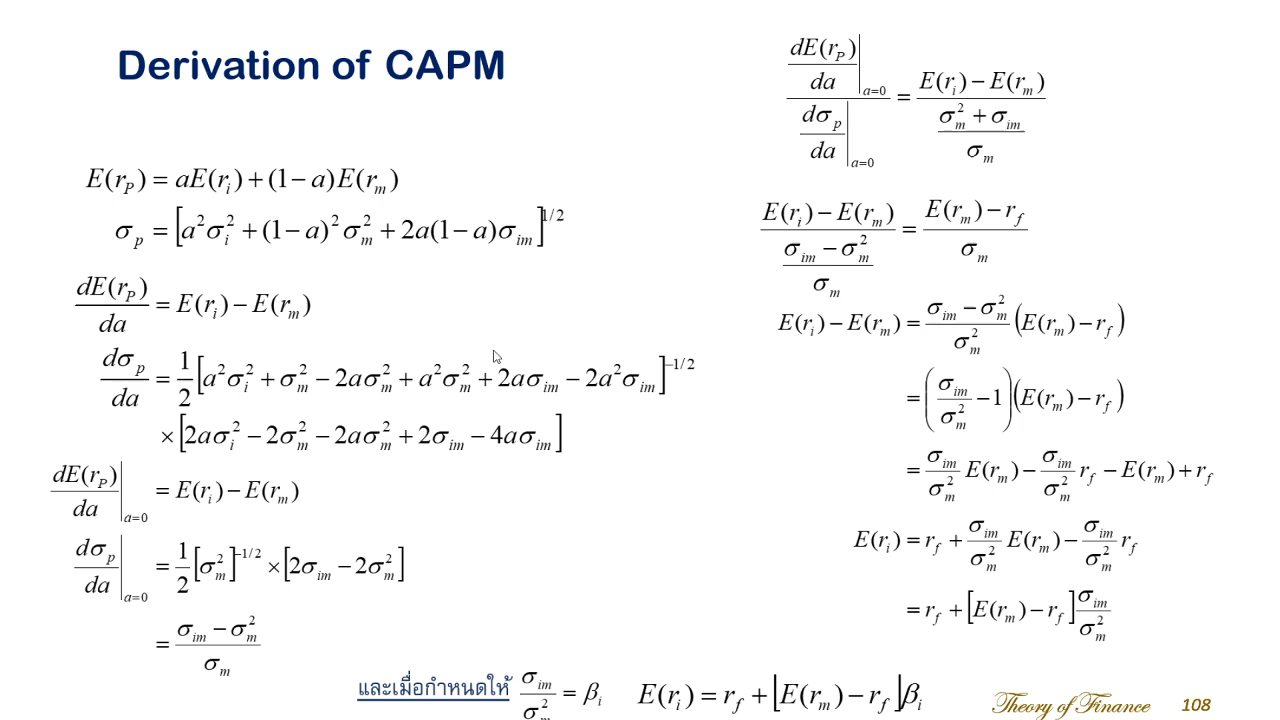 Derivation of CAPM
E(r_P) = aE(r_i) + (1 − a)E(r_m)
σ_p = [a²σ_i² + (1 − a)²σ_m² + 2a(1 − a)σ_im]^1/2
dE(r_P)/da = E(r_i) − E(r_m)
dσ_p/da = 1/2 [a²σ_i² + σ_m² − 2aσ_m² + a²σ_m² + 2aσ_im − 2a²σ_im]^−1/2
× [2aσ_i² − 2σ_m² − 2aσ_m² + 2σ_im − 4aσ_im]
dE(r_P)/da |_a=0 = E(r_i) − E(r_m)
dσ_p/da |_a=0 = 1/2 [σ_m²]^−1/2 × [2σ_im − 2σ_m²]
= (σ_im − σ_m²)/σ_m
(dE(r_P)/da |_a=0)/(dσ_p/da |_a=0) = (E(r_i) − E(r_m))/((σ_m² + σ_im)/σ_m)
(E(r_i) − E(r_m))/((σ_im − σ_m²)/σ_m) = (E(r_m) − r_f)/σ_m
E(r_i) − E(r_m) = (σ_im − σ_m²)/σ_m² (E(r_m) − r_f)
= (σ_im/σ_m² − 1)(E(r_m) − r_f)
= σ_im/σ_m² E(r_m) − σ_im/σ_m² r_f − E(r_m) + r_f
E(r_i) = r_f + σ_im/σ_m² E(r_m) − σ_im/σ_m² r_f
= r_f + [E(r_m) − r_f] σ_im/σ_m²
และเมื่อกำหนดให้ σ_im/σ_m² = β_i E(r_i) = r_f + [E(r_m) − r_f]β_i
Theory of Finance 108